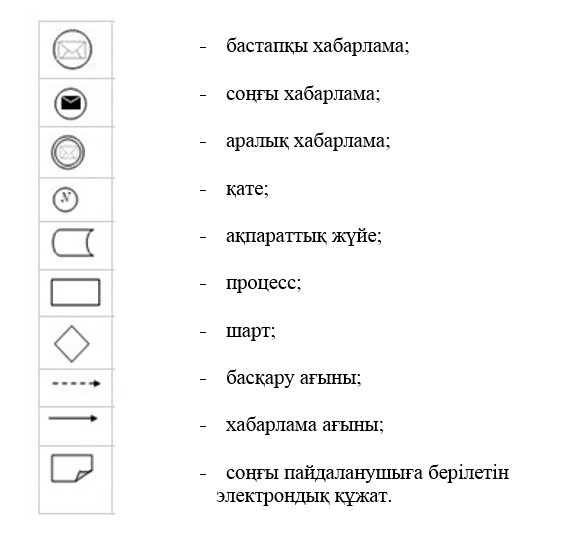 - бастапқы хабарлама;
- соңғы хабарлама;
- аралық хабарлама;
N
- қате;
- ақпараттық жүйе;
- процесс;
- шарт;
- басқару ағыны;
- хабарлама ағыны;
- соңғы пайдаланушыға берілетін
электрондық құжат.